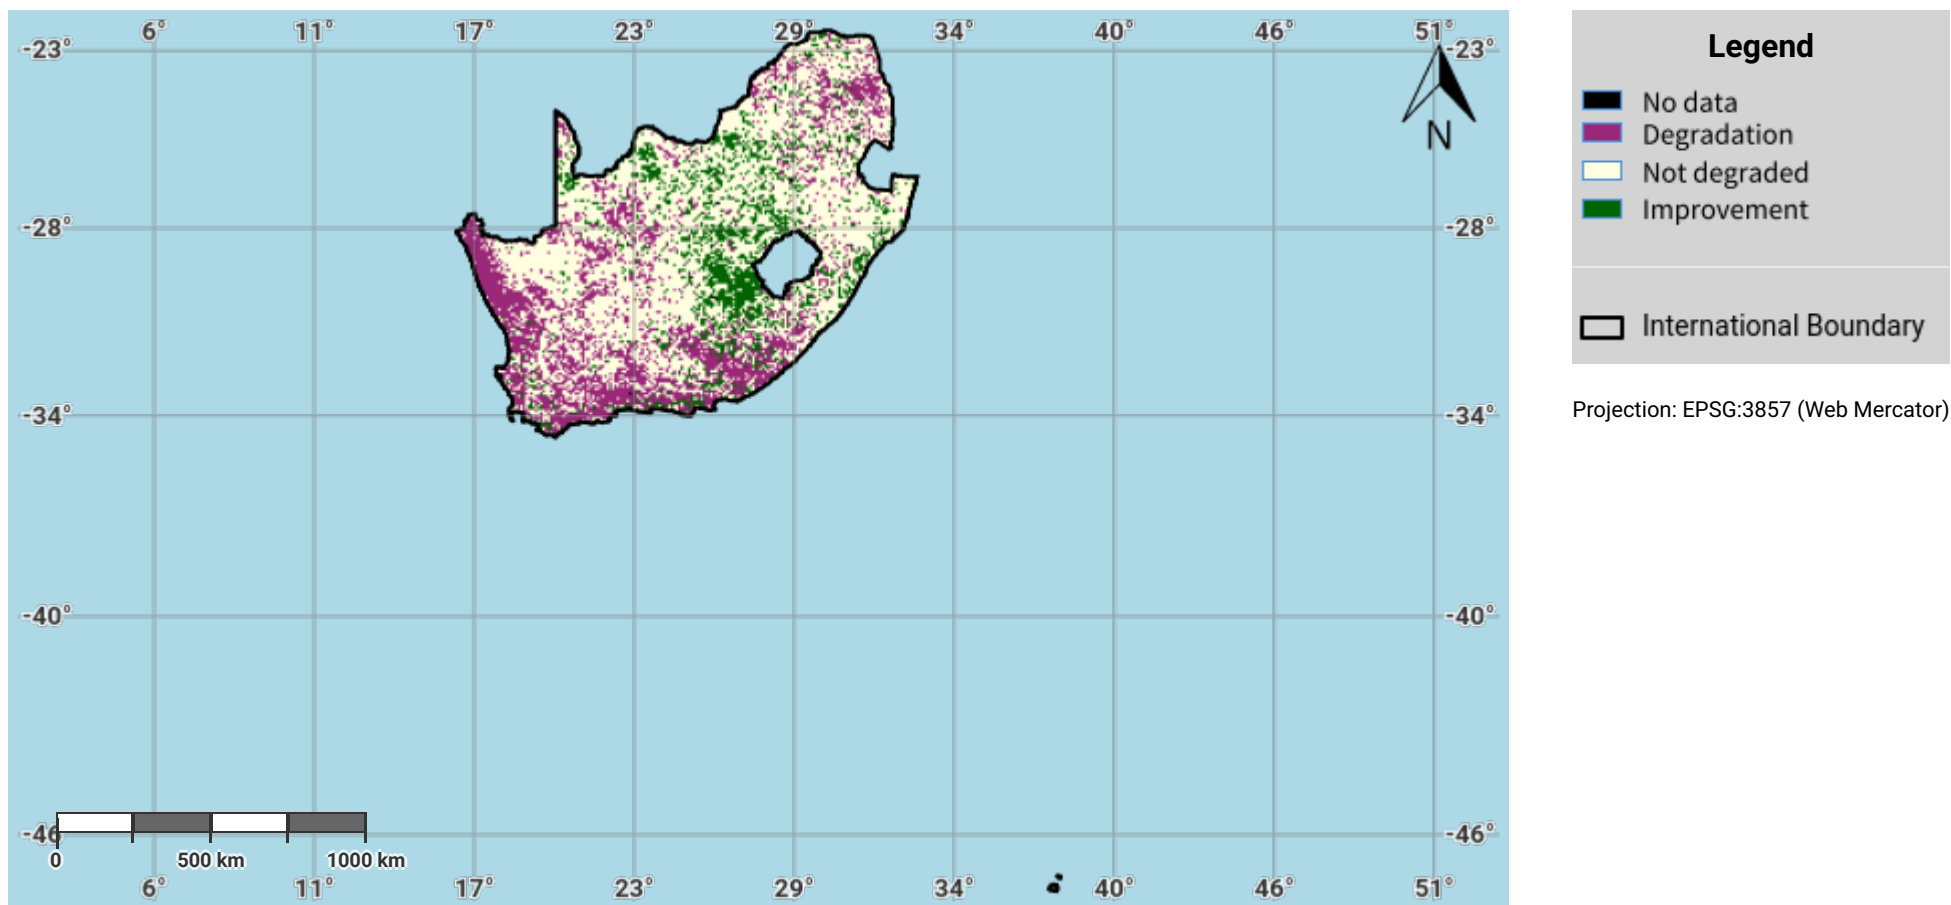 6° 11° 17° 23° 29° 34° 40° 46° 51°
-23° -23°
-28° -28°
-34° -34°
-40° -40°
-46 -46°
0 500 km 1000 km
6° 11° 17° 23° 29° 34° 40° 46° 51°
N
Legend
No data
Degradation
Not degraded
Improvement
International Boundary
Projection: EPSG:3857 (Web Mercator)